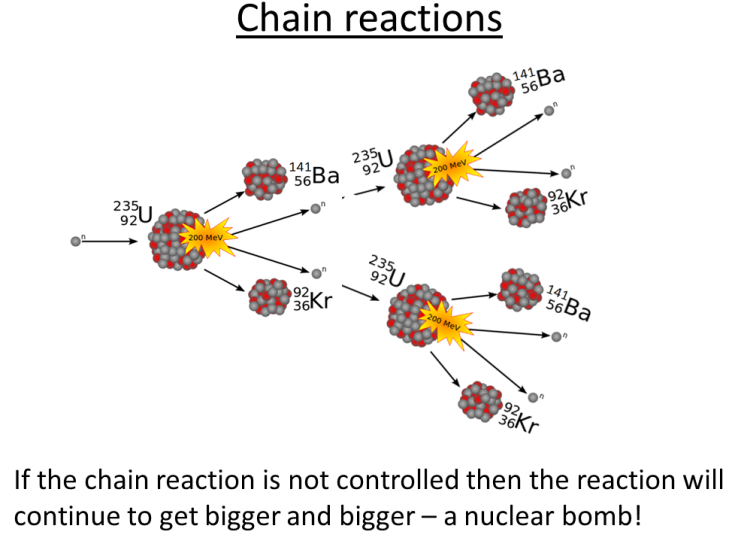 Chain reactions
141
56Ba
n
235
92U
200 MeV
n
92
36Kr
235
92U
141
56Ba
200 MeV
n
n
n
92
36Kr
n
235
92U
200 MeV
141
56Ba
n
n
92
36Kr
If the chain reaction is not controlled then the reaction will
continue to get bigger and bigger – a nuclear bomb!